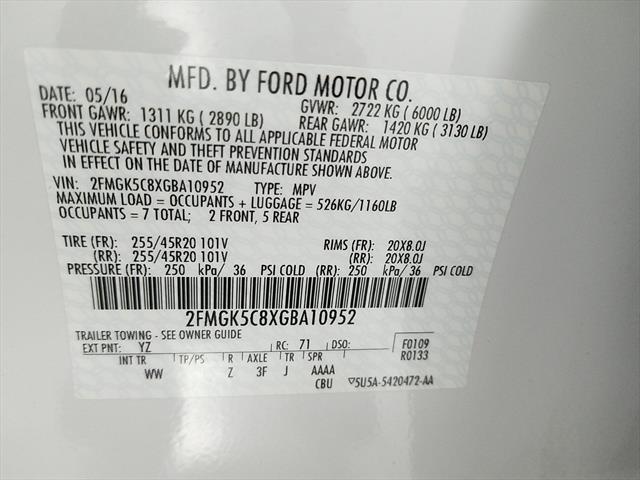 MFD. BY FORD MOTOR CO.
DATE: 05/16 GVWR: 2722 KG ( 6000 LB)
FRONT GAWR: 1311 KG ( 2890 LB) REAR GAWR: 1420 KG ( 3130 LB)
THIS VEHICLE CONFORMS TO ALL APPLICABLE FEDERAL MOTOR
VEHICLE SAFETY AND THEFT PREVENTION STANDARDS
IN EFFECT ON THE DATE OF MANUFACTURE SHOWN ABOVE.
VIN: 2FMGK5C8XGBA10952 TYPE: MPV
MAXIMUM LOAD = OCCUPANTS + LUGGAGE = 526KG/1160LB
OCCUPANTS = 7 TOTAL; 2 FRONT, 5 REAR
TIRE (FR): 255/45R20 101V RIMS (FR): 20X8.0J
(RR): 255/45R20 101V (RR): 20X8.0J
PRESSURE (FR): 250 kPa/ 36 PSI COLD (RR): 250 kPa/ 36 PSI COLD
2FMGK5C8XGBA10952
TRAILER TOWING - SEE OWNER GUIDE
EXT PNT: YZ RC: 71 DSO: F0109
R0133
INT TR TP/PS R AXLE TR SPR
WW Z 3F J AAAA
CBU ▽5U5A-5420472-AA